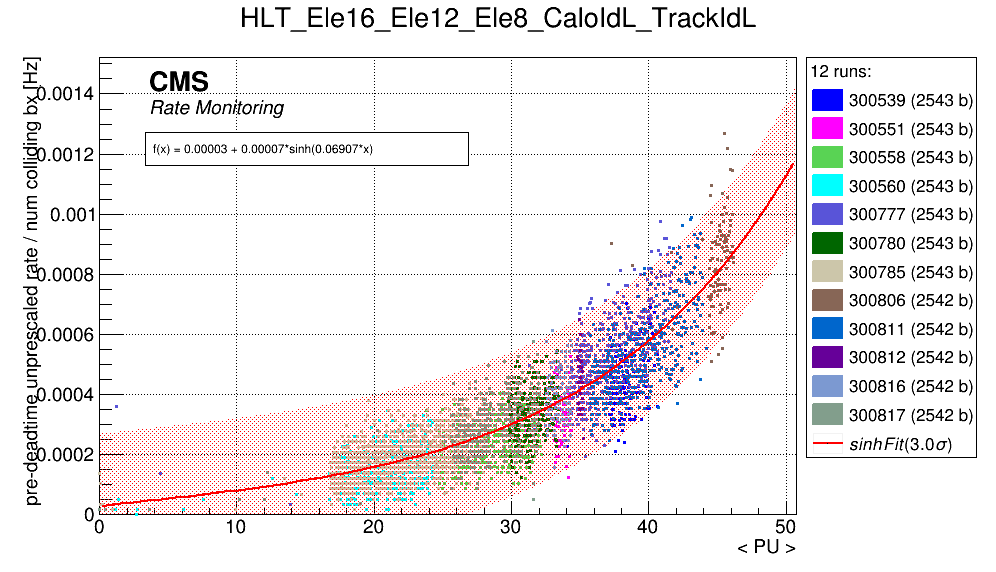 HLT_Ele16_Ele12_Ele8_CaloIdL_TrackIdL
pre-deadtime unprescaled rate / num colliding bx [Hz]
CMS
Rate Monitoring
f(x) = 0.00003 + 0.00007*sinh(0.06907*x)
0.0014
0.0012
0.001
0.0008
0.0006
0.0004
0.0002
0
0
10
20
30
40
50
< PU >
12 runs:
300539 (2543 b)
300551 (2543 b)
300558 (2543 b)
300560 (2543 b)
300777 (2543 b)
300780 (2543 b)
300785 (2543 b)
300806 (2542 b)
300811 (2542 b)
300812 (2542 b)
300816 (2542 b)
300817 (2542 b)
sinhFit(3.0σ)